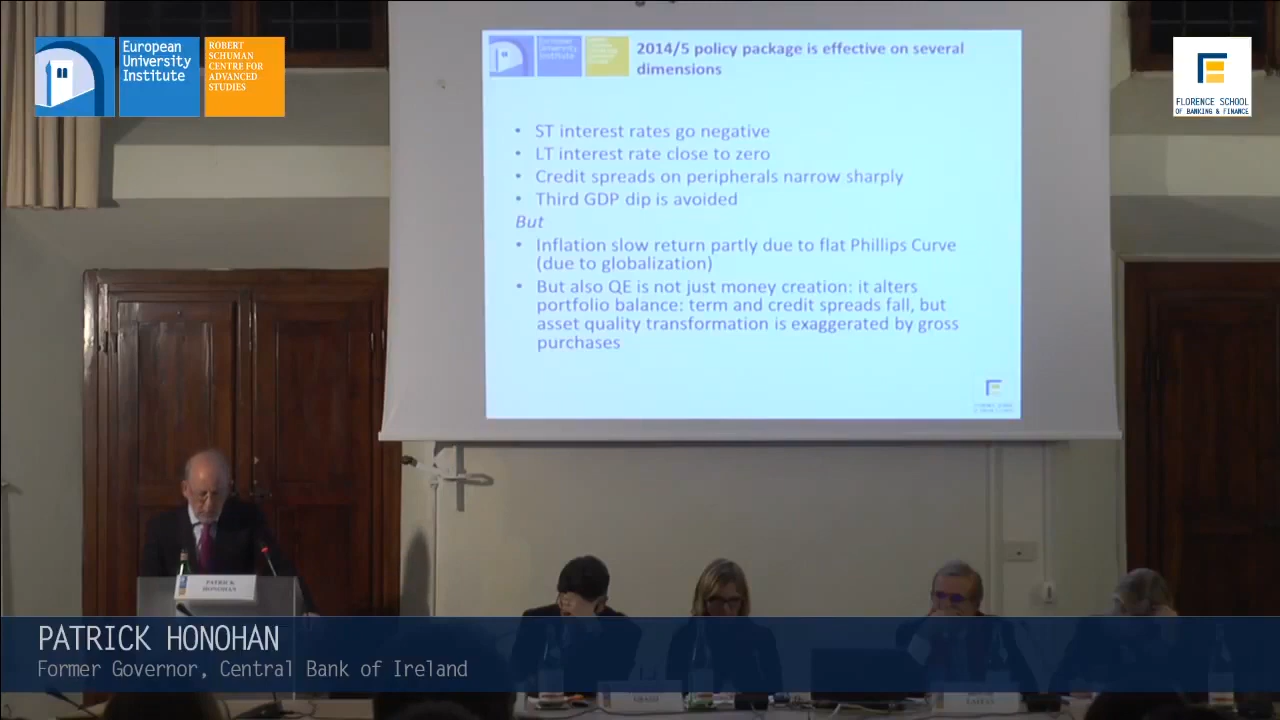 European
University
Institute
ROBERT
SCHUMAN
CENTRE FOR
ADVANCED
STUDIES
FLORENCE SCHOOL
OF BANKING & FINANCE
2014/5 policy package is effective on several
dimensions
• ST interest rates go negative
• LT interest rate close to zero
• Credit spreads on peripherals narrow sharply
• Third GDP dip is avoided
But
• Inflation slow return partly due to flat Phillips Curve
(due to globalization)
• But also QE is not just money creation: it alters
portfolio balance: term and credit spreads fall, but
asset quality transformation is exaggerated by gross
purchases
PATRICK
HONOHAN
PATRICK HONOHAN
Former Governor, Central Bank of Ireland